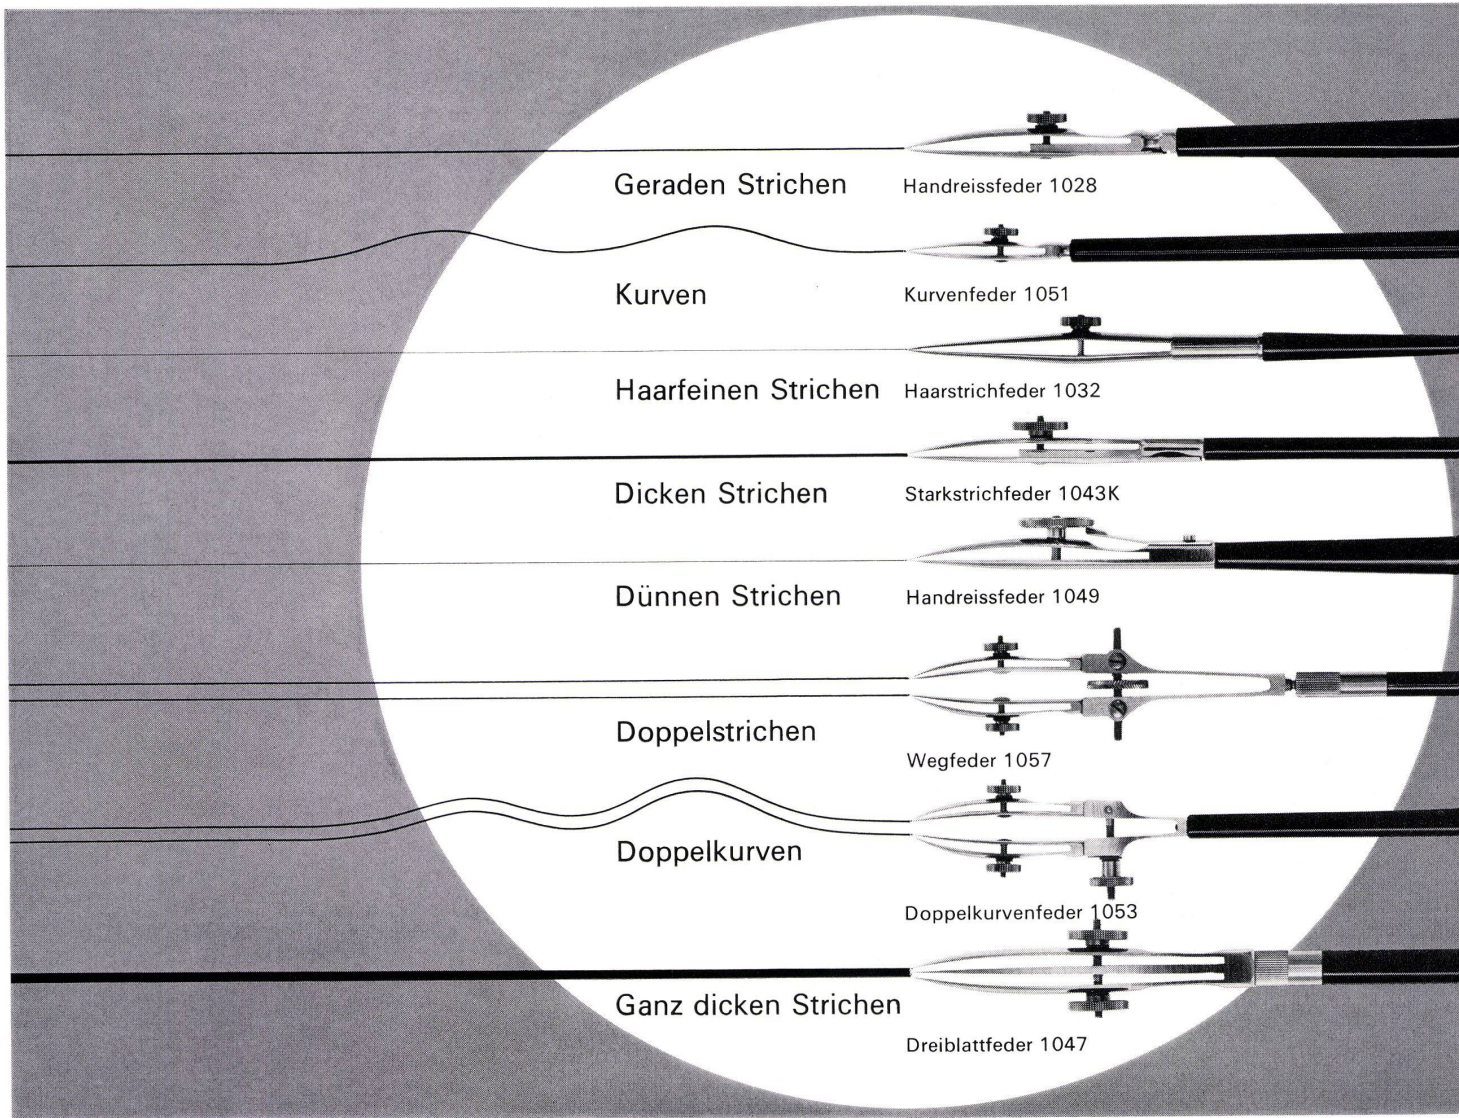 Geraden Strichen
Handreissfeder 1028
Kurven
Kurvenfeder 1051
Haarfeinen Strichen
Haarstrichfeder 1032
Dicken Strichen
Starkstrichfeder 1043K
Dünnen Strichen
Handreissfeder 1049
Doppelstrichen
Wegfeder 1057
Doppelkurven
Doppelkurvenfeder 1053
Ganz dicken Strichen
Dreiblattfeder 1047